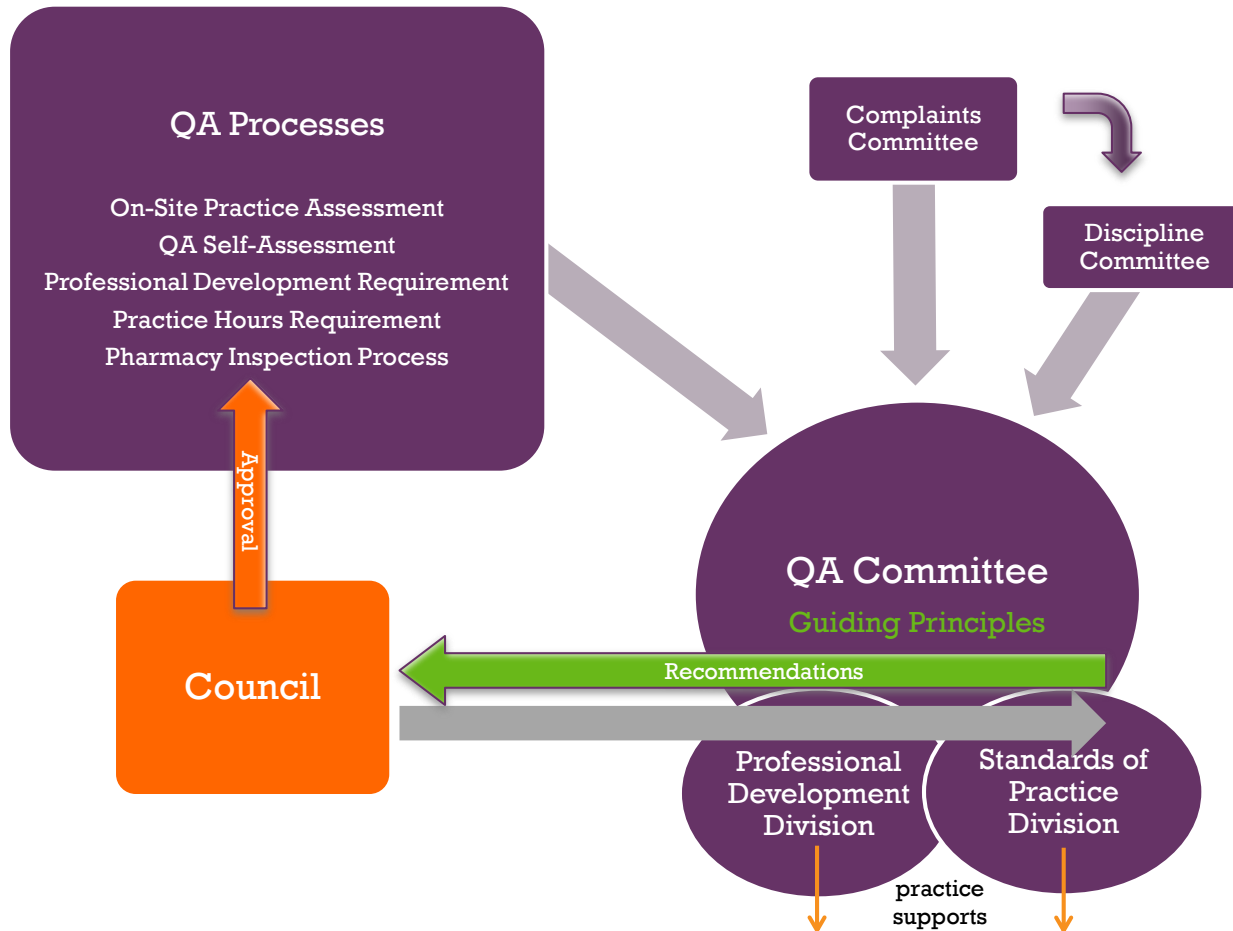 QA Processes
On-Site Practice Assessment
QA Self-Assessment
Professional Development Requirement
Practice Hours Requirement
Pharmacy Inspection Process
Approval
Council
Complaints
Committee
Discipline
Committee
QA Committee
Guiding Principles
Recommendations
Professional
Development
Division
Standards of
Practice
Division
practice
supports